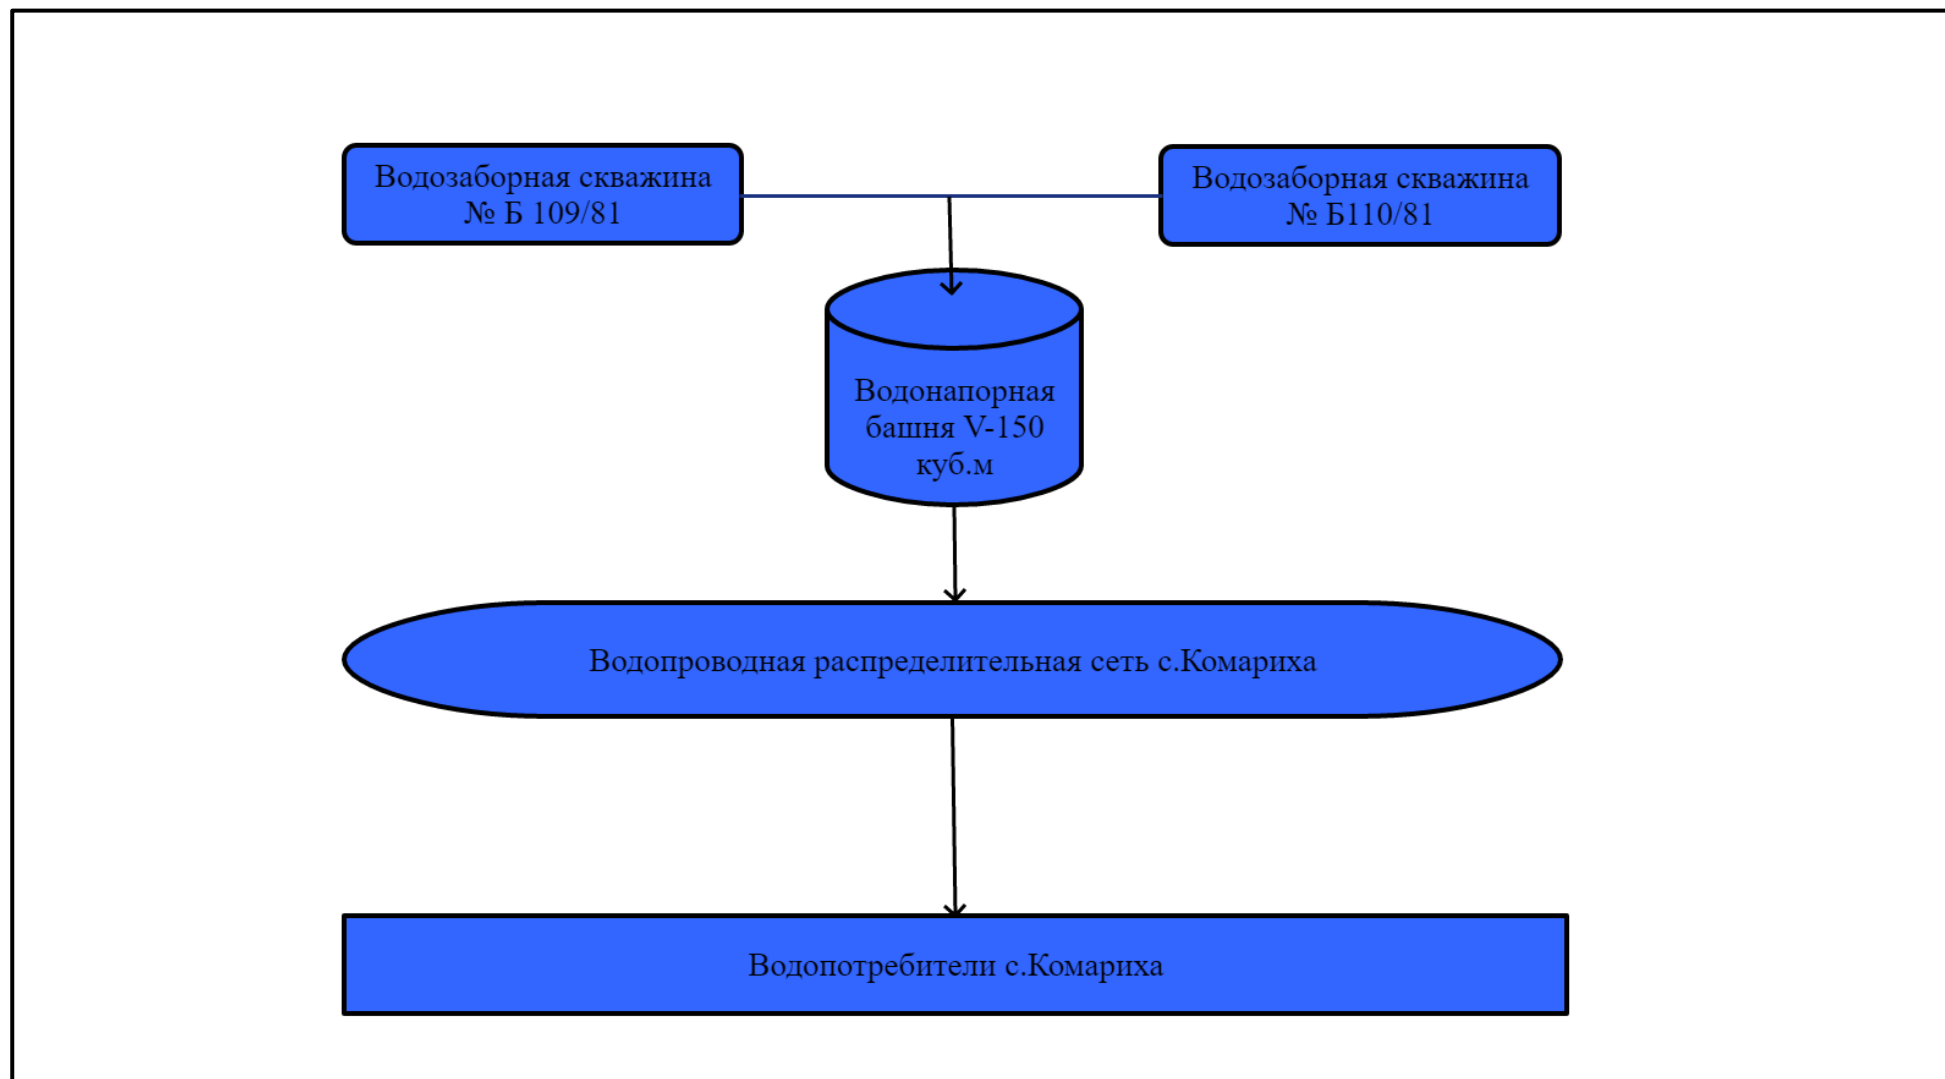 Водозаборная скважина
№ Б 109/81
Водозаборная скважина
№ Б110/81
Водонапорная
башня V-150
куб.м
Водопроводная распределительная сеть с.Комариха
Водопотребители с.Комариха